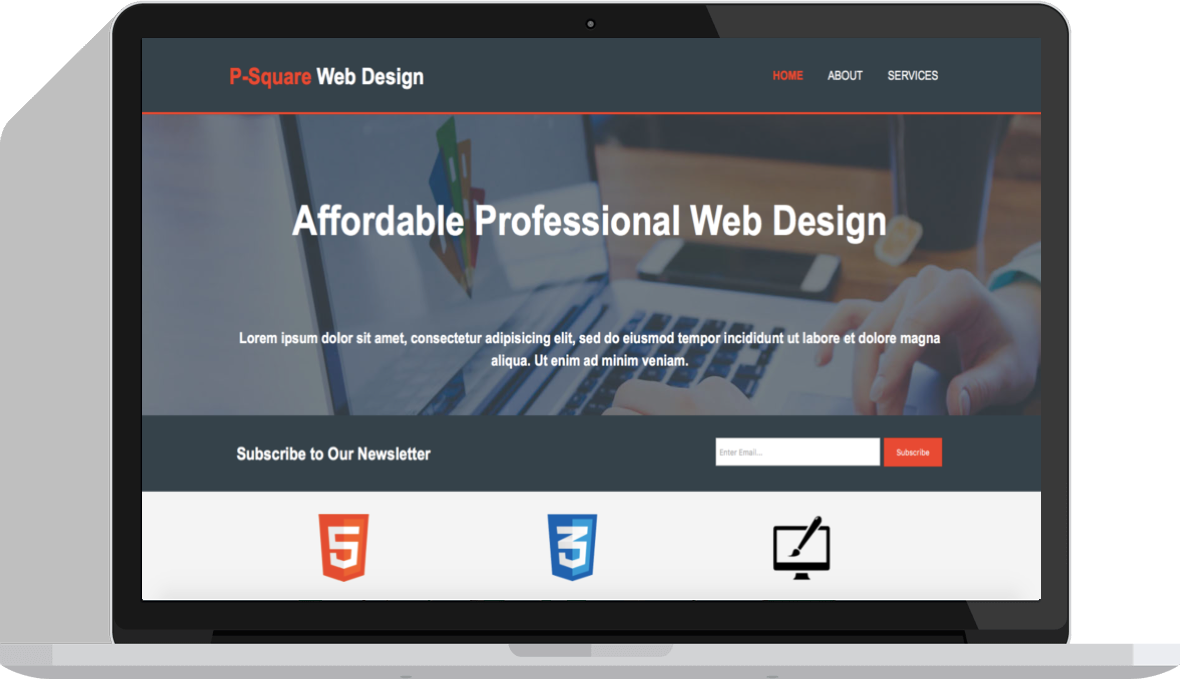 P-Square Web Design
HOME ABOUT SERVICES
Affordable Professional Web Design
Lorem ipsum dolor sit amet, consectetur adipisicing elit, sed do eiusmod tempor incididunt ut labore et dolore magna
aliqua. Ut enim ad minim veniam.
Subscribe to Our Newsletter
Enter Email...
Subscribe
5
3